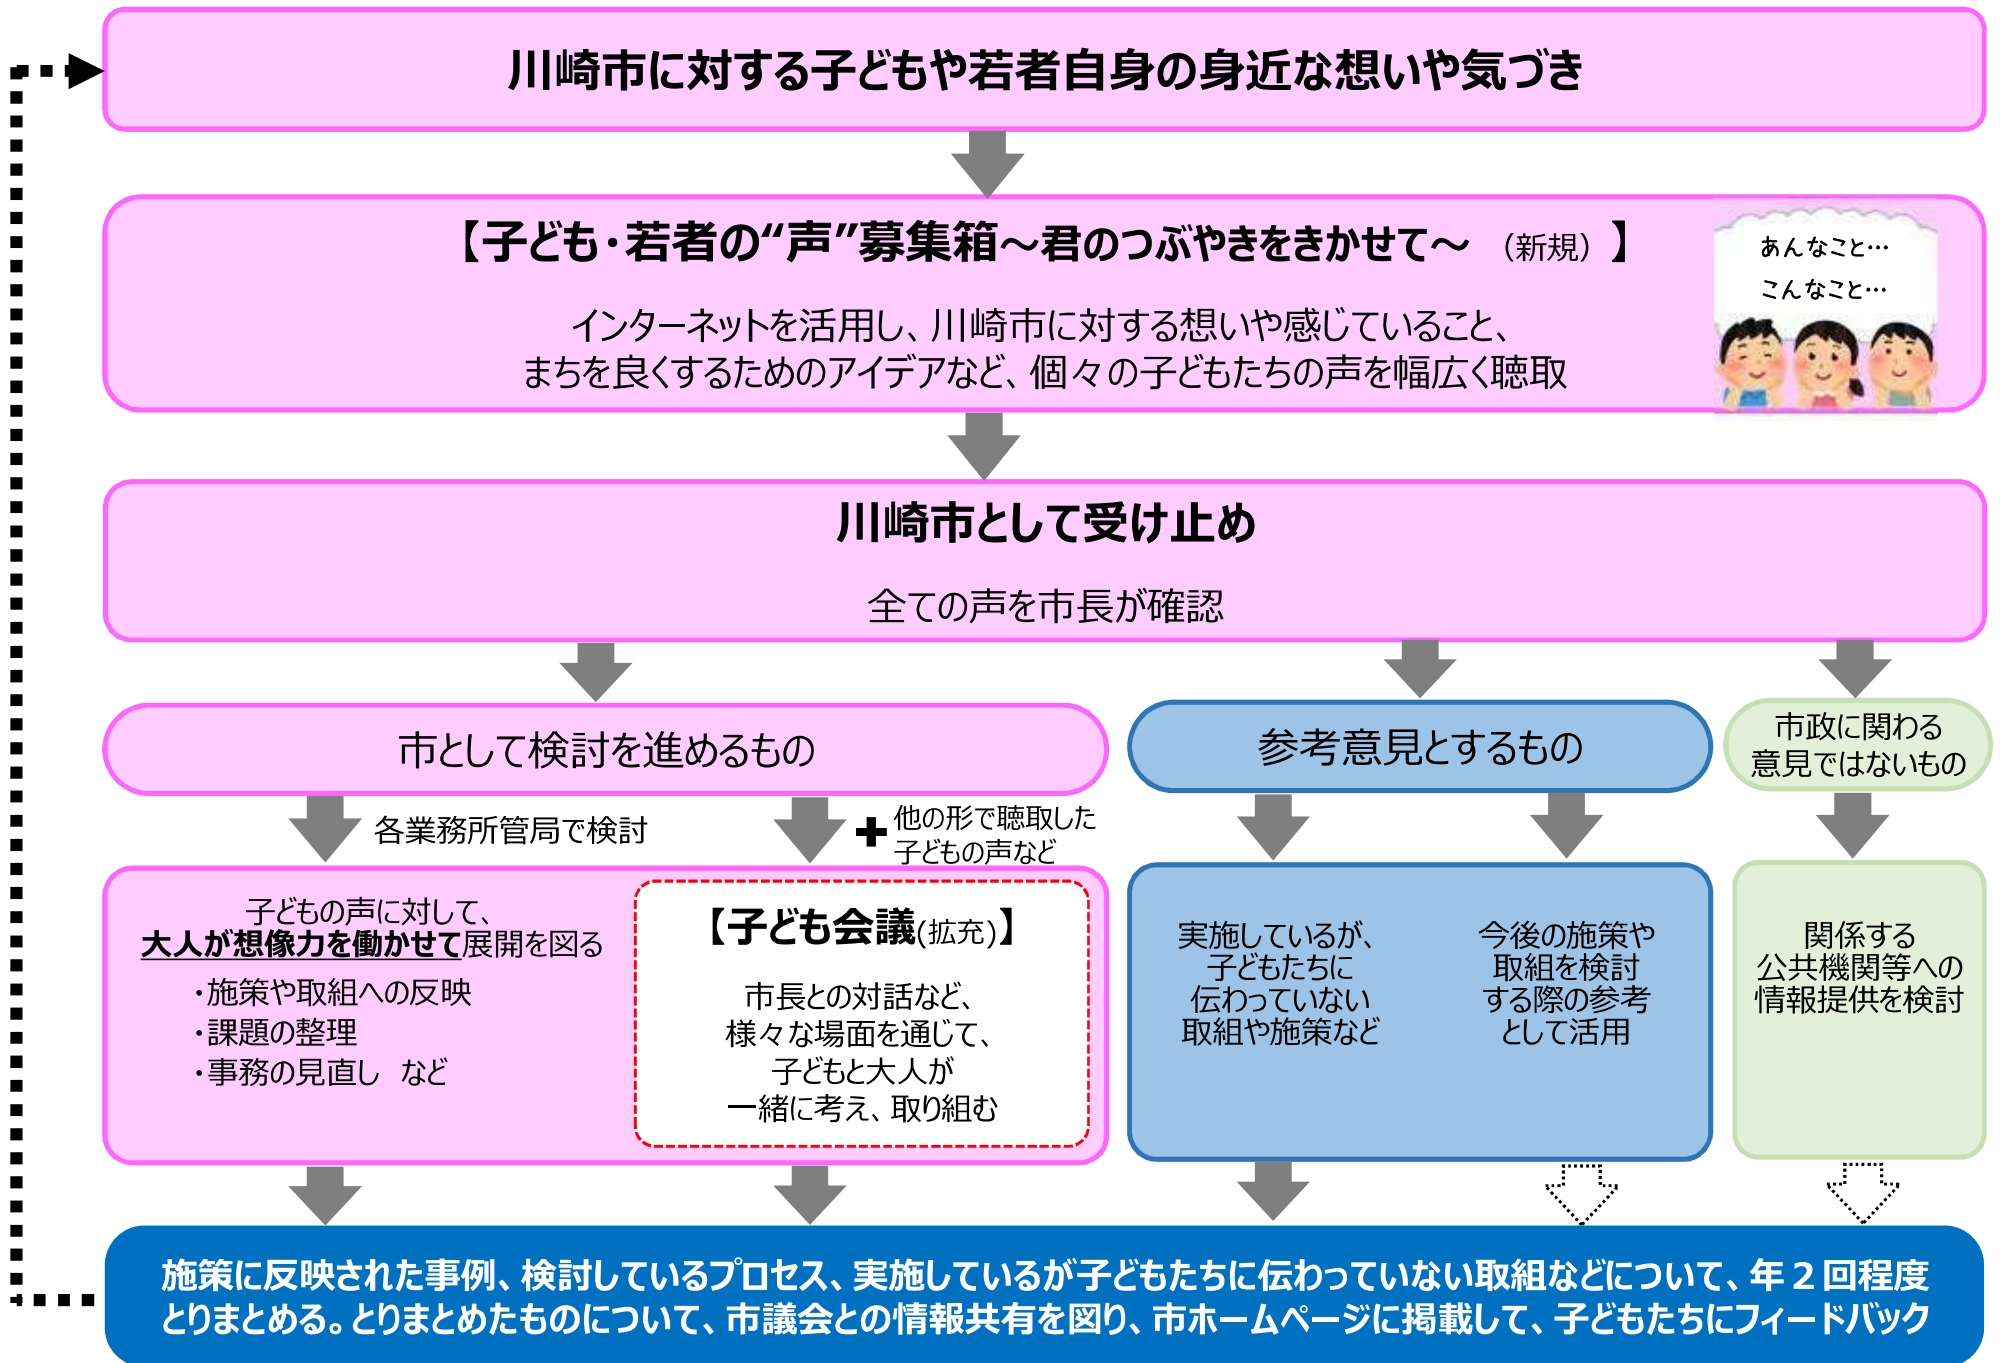 川崎市に対する子どもや若者自身の身近な想いや気づき
【子ども・若者の“声”募集箱～君のつぶやきをきかせて～（新規）】
インターネットを活用し、川崎市に対する想いや感じていること、
まちを良くするためのアイデアなど、個々の子どもたちの声を幅広く聴取
あんなこと…
こんなこと…
川崎市として受け止め
全ての声を市長が確認
市として検討を進めるもの
各業務所管局で検討
✚他の形で聴取した
子どもの声など
子どもの声に対して、
大人が想像力を働かせて展開を図る
・施策や取組への反映
・課題の整理
・事務の見直し　など
【子ども会議(拡充)】
市長との対話など、
様々な場面を通じて、
子どもと大人が
一緒に考え、取り組む
参考意見とするもの
実施しているが、
子どもたちに
伝わっていない
取組や施策など
今後の施策や
取組を検討
する際の参考
として活用
市政に関わる
意見ではないもの
関係する
公共機関等への
情報提供を検討
施策に反映された事例、検討しているプロセス、実施しているが子どもたちに伝わっていない取組などについて、年２回程度
とりまとめる。とりまとめたものについて、市議会との情報共有を図り、市ホームページに掲載して、子どもたちにフィードバック